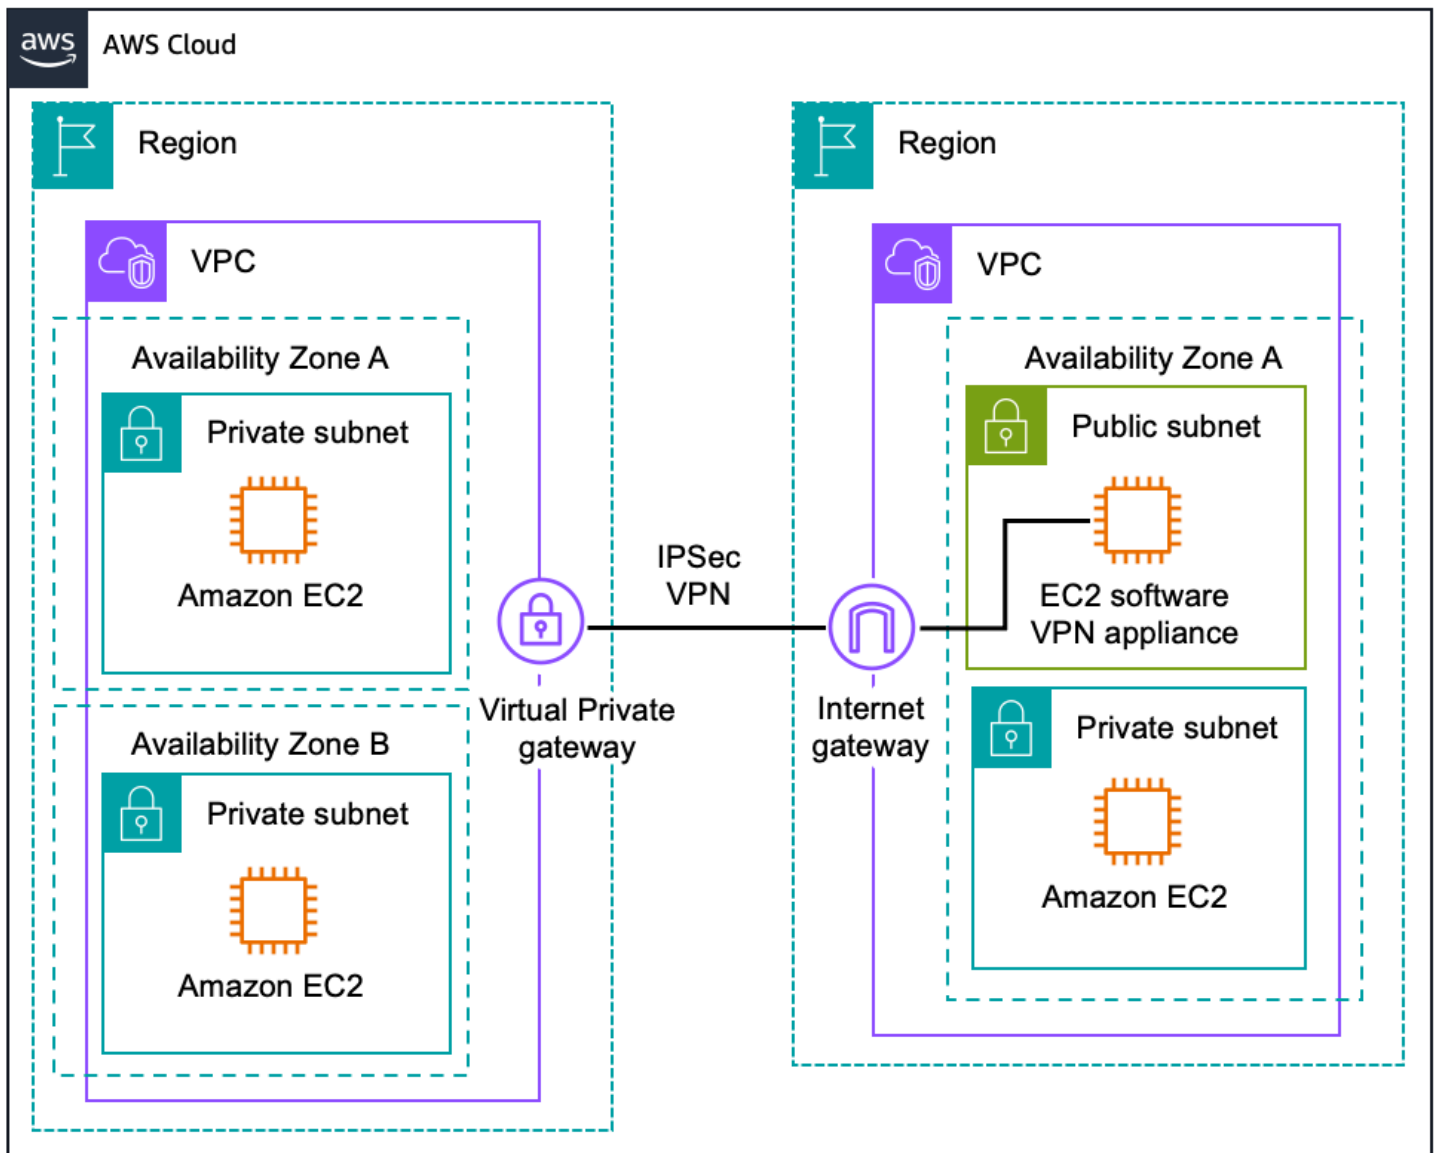 aws
AWS Cloud
Region
VPC
Availability Zone A
Private subnet
Amazon EC2
Availability Zone B
Private subnet
Amazon EC2
Virtual Private
gateway
IPSec
VPN
Region
VPC
Internet
gateway
Availability Zone A
Public subnet
EC2 software
VPN appliance
Private subnet
Amazon EC2